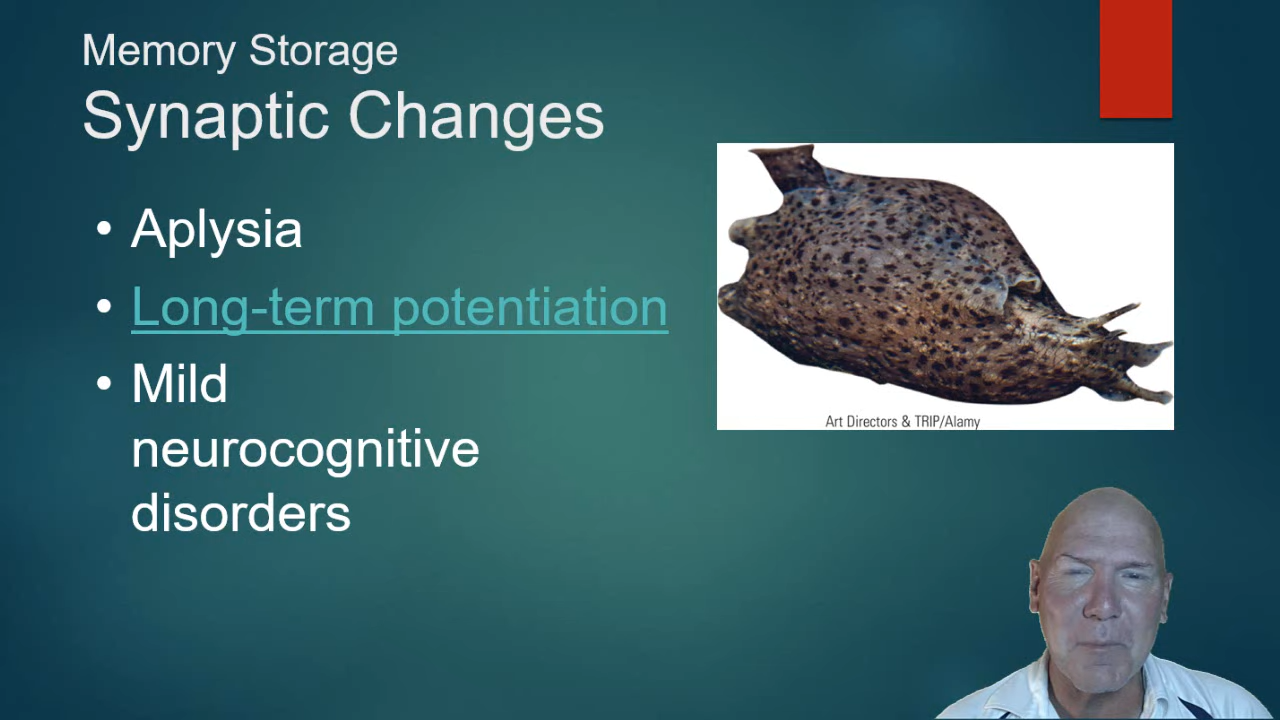 Memory Storage
Synaptic Changes
• Aplysia
• Long-term potentiation
• Mild
neurocognitive
disorders
Art Directors & TRIP/Alamy